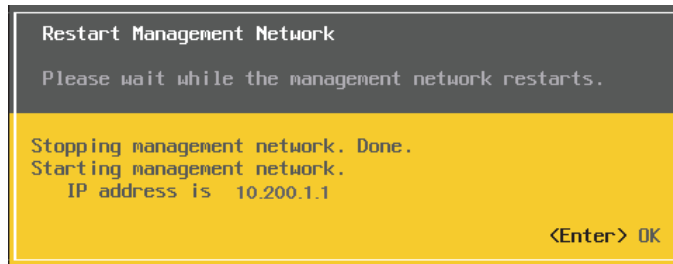 Restart Management Network
Please wait while the management network restarts.
Stopping management network. Done.
Starting management network.
IP address is 10.200.1.1
<Enter> OK